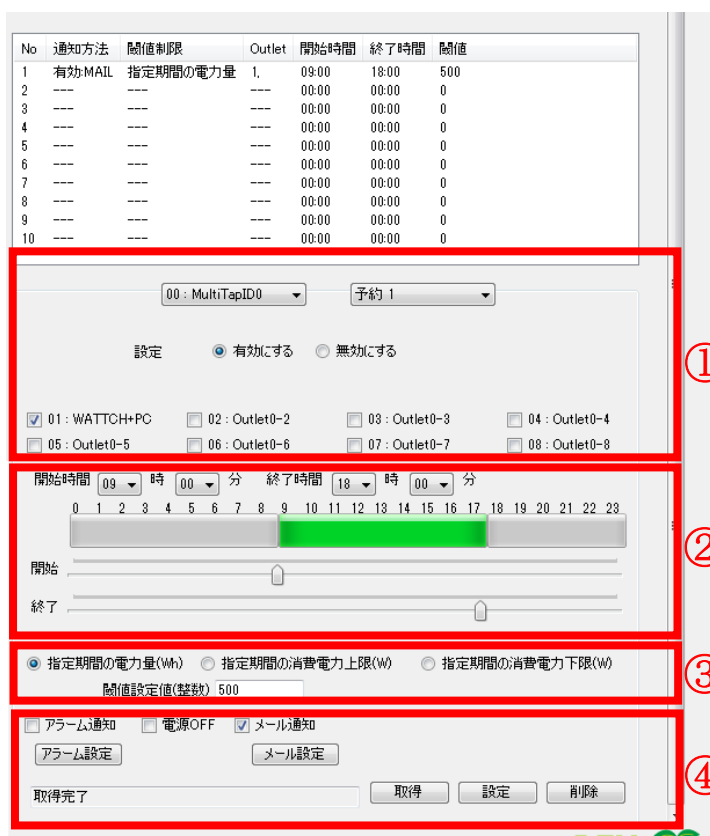 No 通知方法 閾値制限 Outlet 開始時間 終了時間 閾値
1 有効:MAIL 指定期間の電力量 1, 09:00 18:00 500
2 --- --- --- 00:00 00:00 0
3 --- --- --- 00:00 00:00 0
4 --- --- --- 00:00 00:00 0
5 --- --- --- 00:00 00:00 0
6 --- --- --- 00:00 00:00 0
7 --- --- --- 00:00 00:00 0
8 --- --- --- 00:00 00:00 0
9 --- --- --- 00:00 00:00 0
10 --- --- --- 00:00 00:00 0
00 : MultiTapID0 予約 1
設定 有効にする 無効にする
①
01 : WATTCH+PC 02 : Outlet0-2 03 : Outlet0-3 04 : Outlet0-4
05 : Outlet0-5 06 : Outlet0-6 07 : Outlet0-7 08 : Outlet0-8
開始時間 09 時 00 分 終了時間 18 時 00 分
0 1 2 3 4 5 6 7 8 9 10 11 12 13 14 15 16 17 18 19 20 21 22 23
②
開始
終了
指定期間の電力量(Wh) 指定期間の消費電力上限(W) 指定期間の消費電力下限(W)
③
閾値設定値(整数) 500
アラーム通知 電源OFF メール通知
アラーム設定 メール設定
④
取得完了 取得 設定 削除